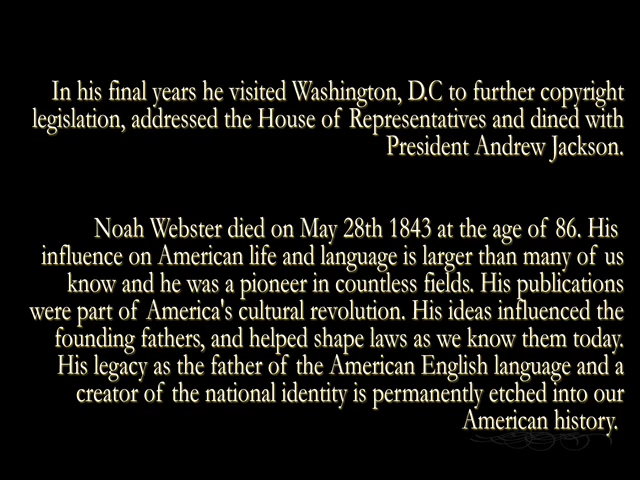 In his final years he visited Washington, D.C to further copyright
legislation, addressed the House of Representatives and dined with
President Andrew Jackson.
Noah Webster died on May 28th 1843 at the age of 86. His
influence on American life and language is larger than many of us
know and he was a pioneer in countless fields. His publications
were part of America's cultural revolution. His ideas influenced the
founding fathers, and helped shape laws as we know them today.
His legacy as the father of the American English language and a
creator of the national identity is permanently etched into our
American history.